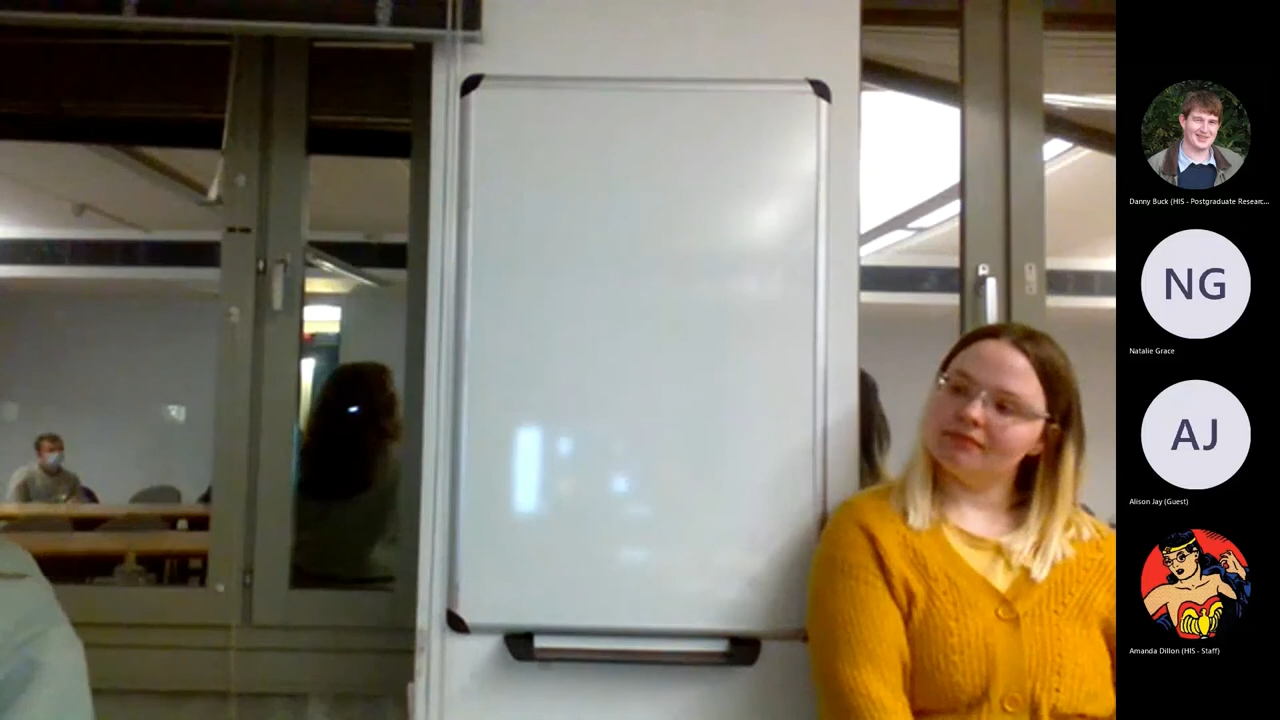 Danny Buck (HIS - Postgraduate Researc...
NG
Natalie Grace
AJ
Alison Jay (Guest)
Amanda Dillon (HIS - Staff)